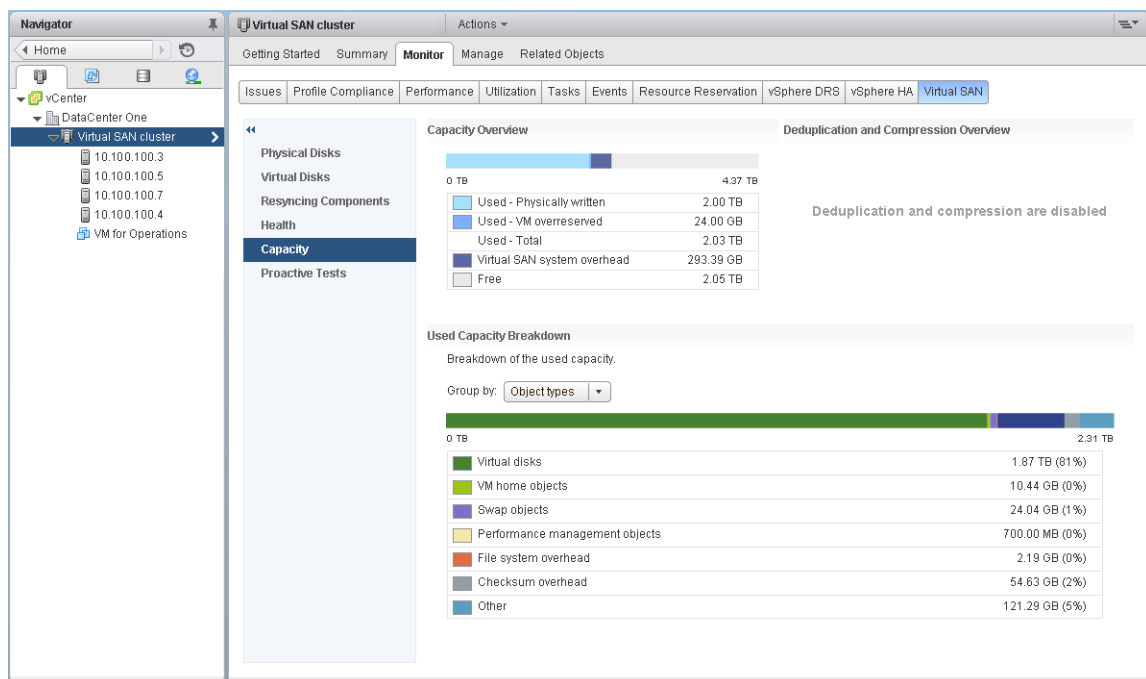 Navigator
Home
vCenter
DataCenter One
Virtual SAN cluster
10.100.100.3
10.100.100.5
10.100.100.7
10.100.100.4
VM for Operations
Virtual SAN cluster Actions
Getting Started Summary Monitor Manage Related Objects
Issues Profile Compliance Performance Utilization Tasks Events Resource Reservation vSphere DRS vSphere HA Virtual SAN
Physical Disks
Virtual Disks
Resyncing Components
Health
Capacity
Proactive Tests
Capacity Overview
0 TB 4.37 TB
Used - Physically written 2.00 TB
Used - VM overreserved 24.00 GB
Used - Total 2.03 TB
Virtual SAN system overhead 293.39 GB
Free 2.05 TB
Deduplication and Compression Overview
Deduplication and compression are disabled
Used Capacity Breakdown
Breakdown of the used capacity.
Group by: Object types
0 TB 2.31 TB
Virtual disks 1.87 TB (81%)
VM home objects 10.44 GB (0%)
Swap objects 24.04 GB (1%)
Performance management objects 700.00 MB (0%)
File system overhead 2.19 GB (0%)
Checksum overhead 54.63 GB (2%)
Other 121.29 GB (5%)